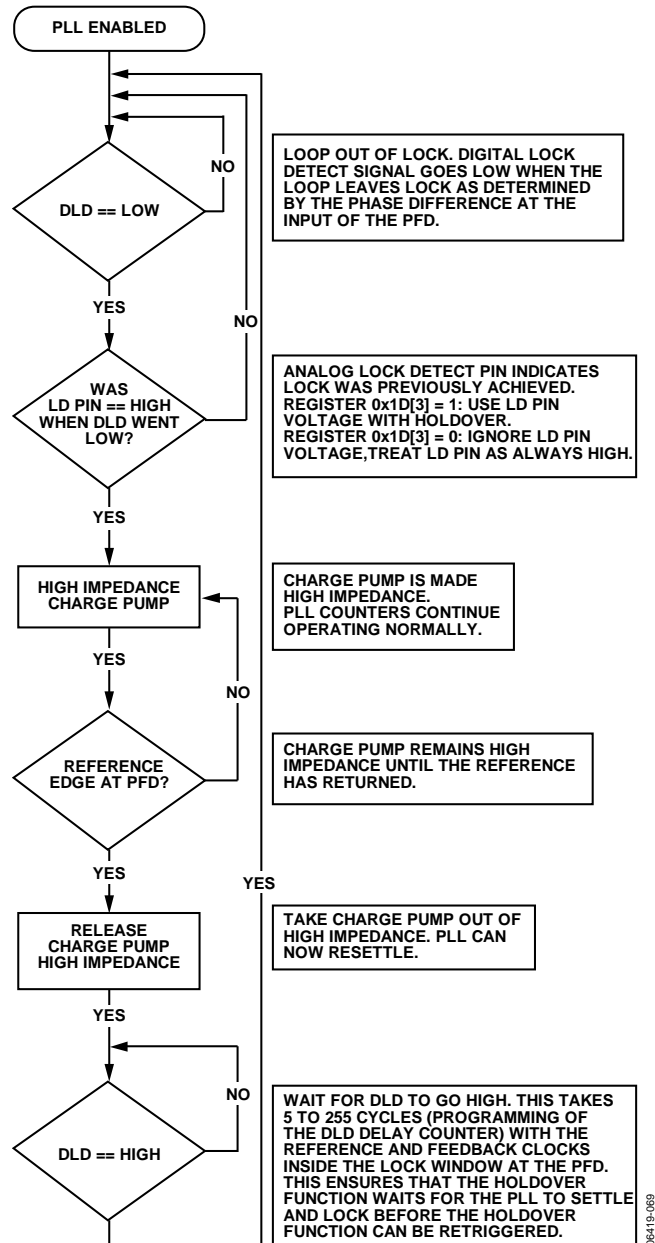 PLL ENABLED
NO
DLD == LOW
LOOP OUT OF LOCK. DIGITAL LOCK
DETECT SIGNAL GOES LOW WHEN THE
LOOP LEAVES LOCK AS DETERMINED
BY THE PHASE DIFFERENCE AT THE
INPUT OF THE PFD.
YES
NO
WAS
LD PIN == HIGH
WHEN DLD WENT
LOW?
ANALOG LOCK DETECT PIN INDICATES
LOCK WAS PREVIOUSLY ACHIEVED.
REGISTER 0x1D[3] = 1: USE LD PIN
VOLTAGE WITH HOLDOVER.
REGISTER 0x1D[3] = 0: IGNORE LD PIN
VOLTAGE,TREAT LD PIN AS ALWAYS HIGH.
YES
HIGH IMPEDANCE
CHARGE PUMP
CHARGE PUMP IS MADE
HIGH IMPEDANCE.
PLL COUNTERS CONTINUE
OPERATING NORMALLY.
YES
NO
REFERENCE
EDGE AT PFD?
CHARGE PUMP REMAINS HIGH
IMPEDANCE UNTIL THE REFERENCE
HAS RETURNED.
YES
YES
RELEASE
CHARGE PUMP
HIGH IMPEDANCE
TAKE CHARGE PUMP OUT OF
HIGH IMPEDANCE. PLL CAN
NOW RESETTLE.
YES
NO
DLD == HIGH
WAIT FOR DLD TO GO HIGH. THIS TAKES
5 TO 255 CYCLES (PROGRAMMING OF
THE DLD DELAY COUNTER) WITH THE
REFERENCE AND FEEDBACK CLOCKS
INSIDE THE LOCK WINDOW AT THE PFD.
THIS ENSURES THAT THE HOLDOVER
FUNCTION WAITS FOR THE PLL TO SETTLE
AND LOCK BEFORE THE HOLDOVER
FUNCTION CAN BE RETRIGGERED.
06419-069